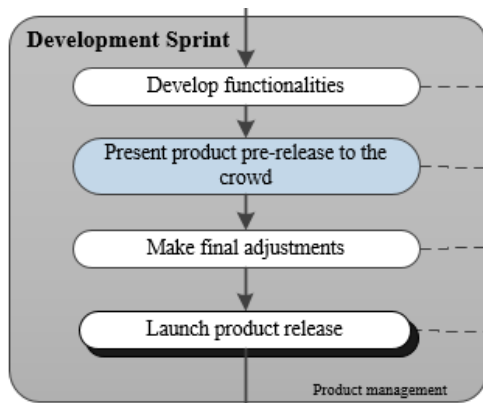 Development Sprint
Develop functionalities
Present product pre-release to the
crowd
Make final adjustments
Launch product release
Product management